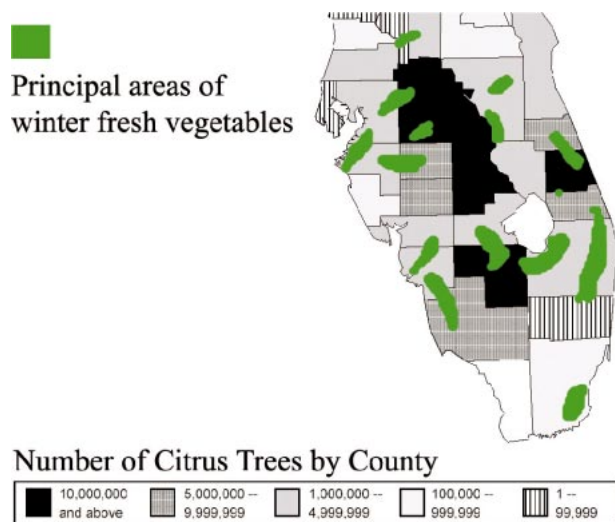 Principal areas of
winter fresh vegetables
Number of Citrus Trees by County
10,000,000 and above
5,000,000 -- 9,999,999
1,000,000 -- 4,999,999
100,000 -- 999,999
1 -- 99,999